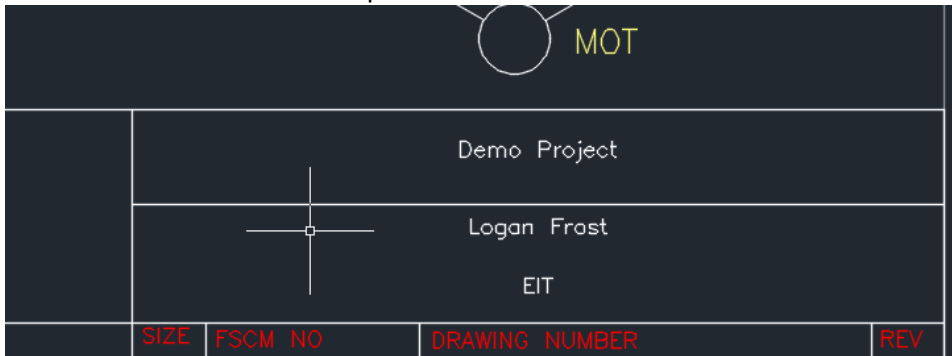 MOT
Demo Project
Logan Frost
EIT
SIZE FSCM NO DRAWING NUMBER REV